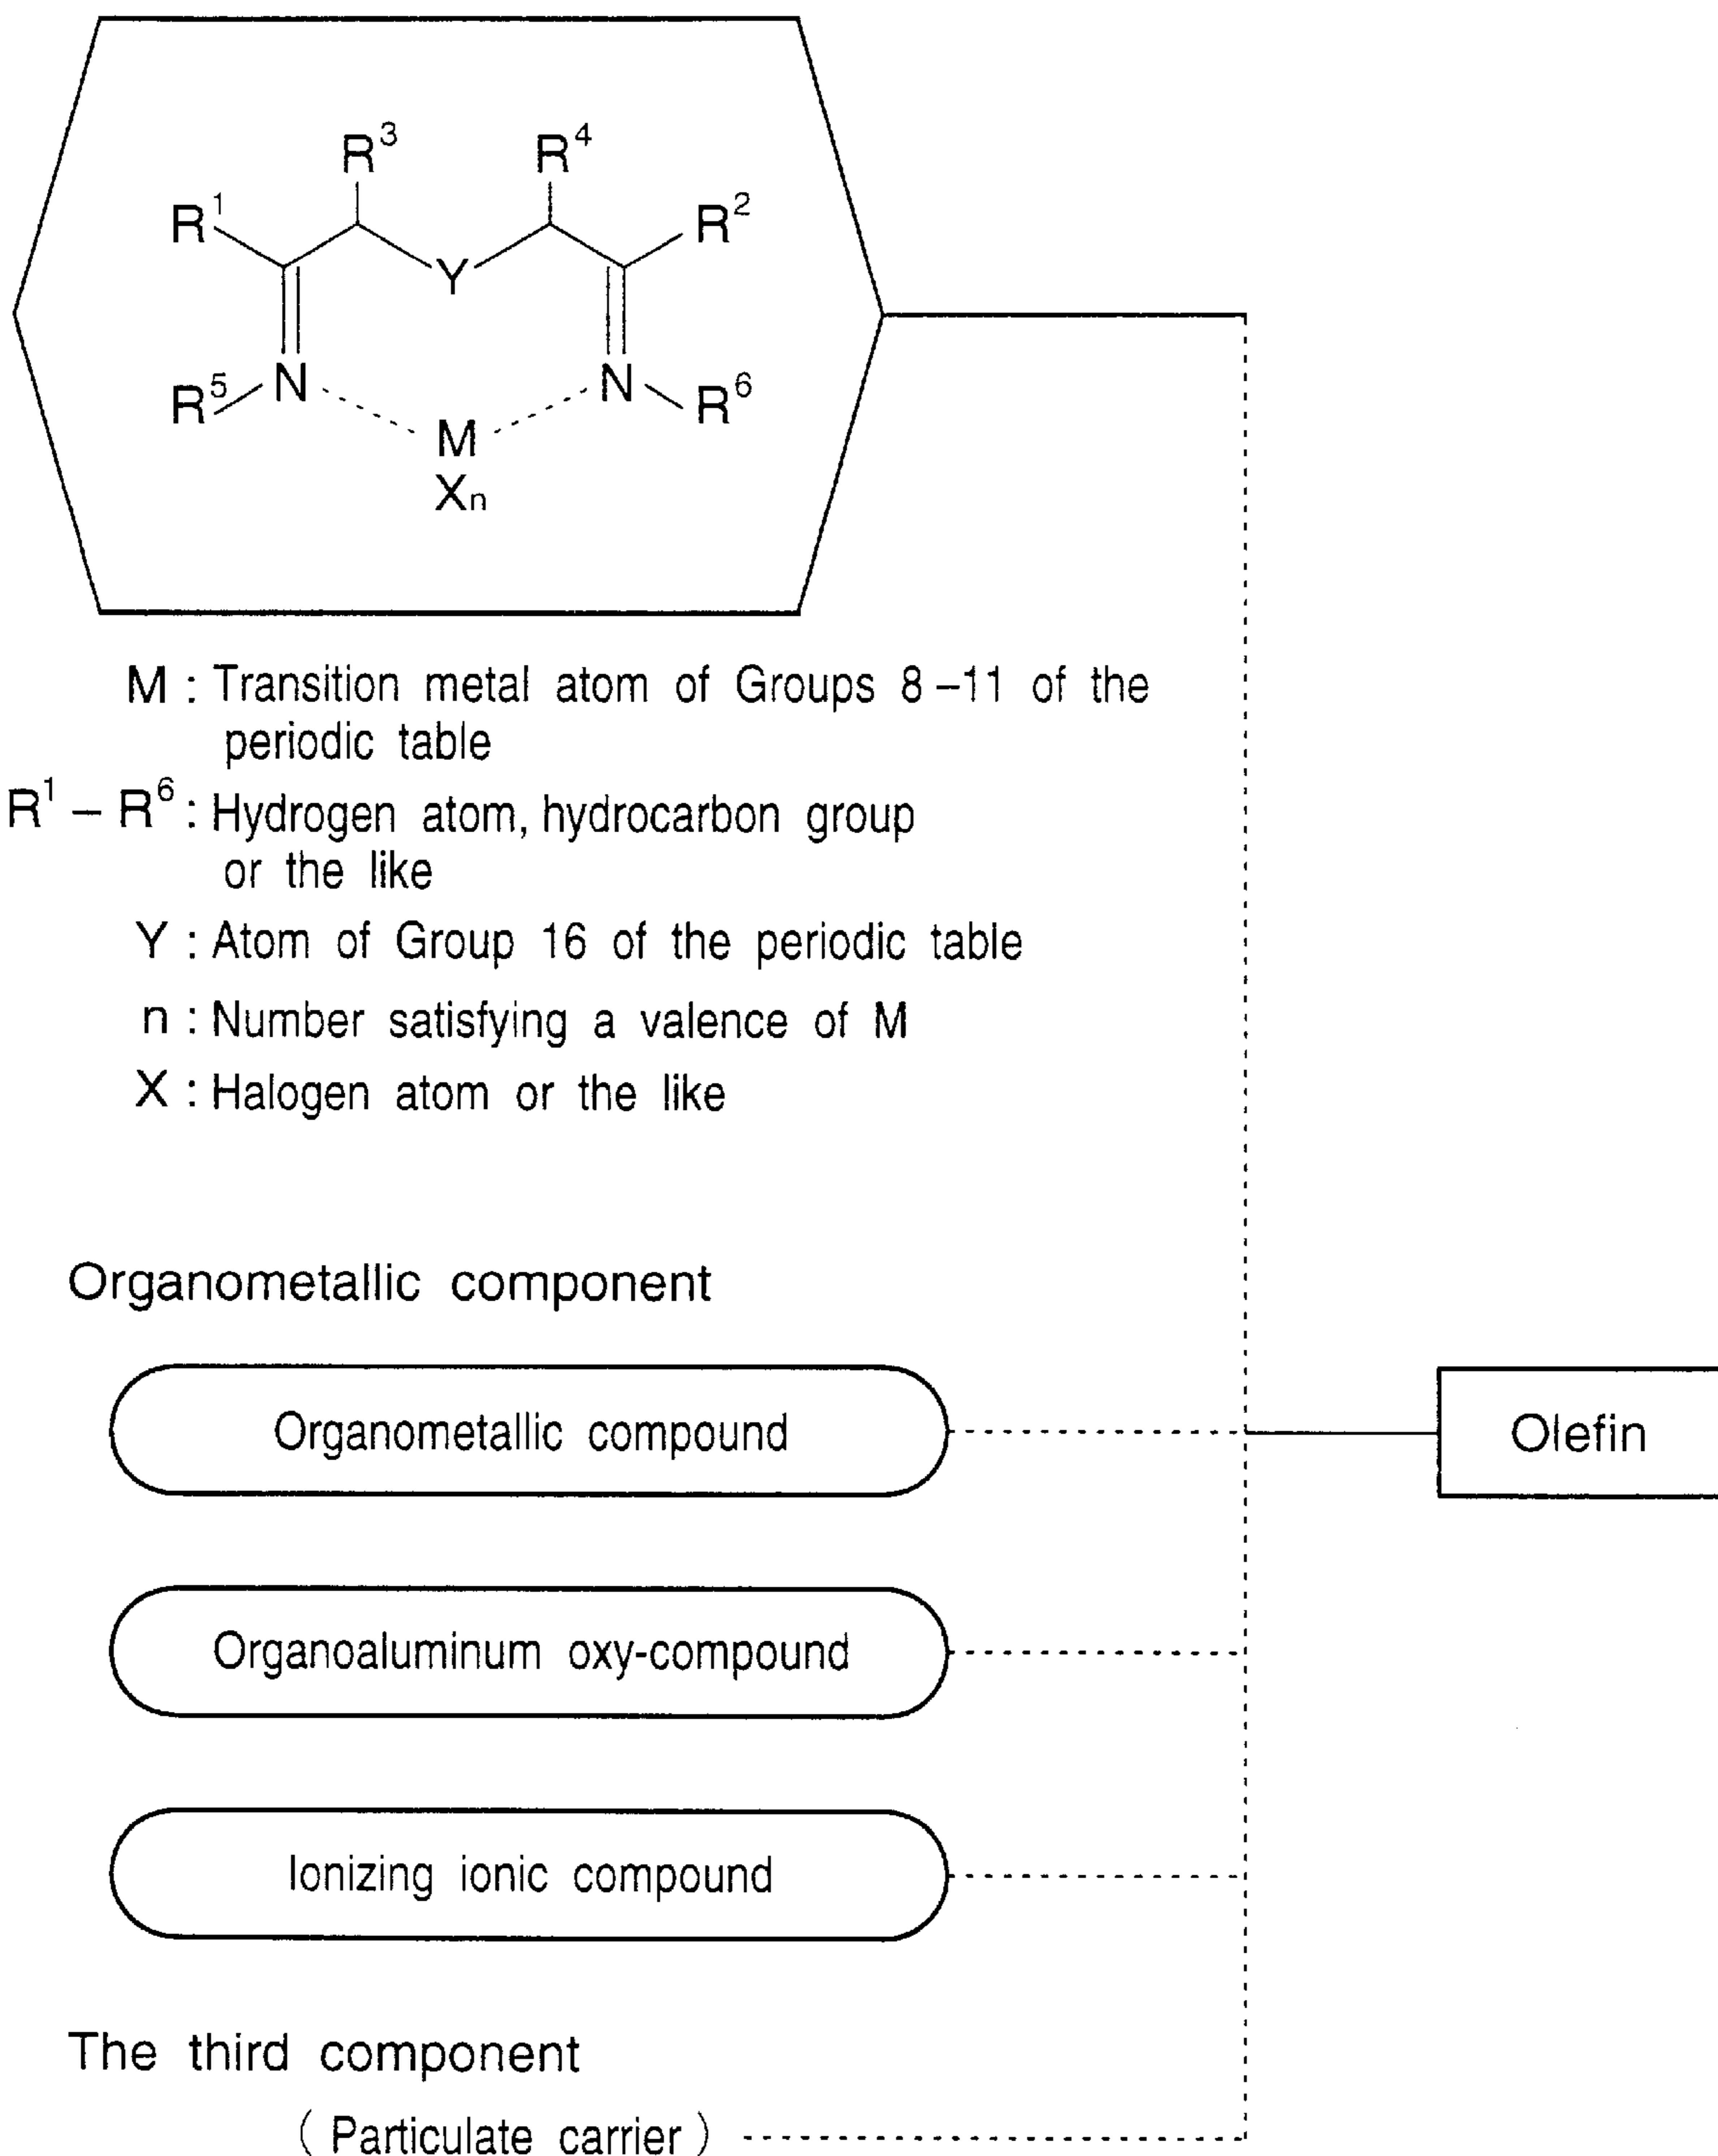 R³ R⁴
R¹ R²
Y
N N
R⁵ R⁶
M
Xn
M : Transition metal atom of Groups 8–11 of the
periodic table
R¹ – R⁶ : Hydrogen atom, hydrocarbon group
or the like
Y : Atom of Group 16 of the periodic table
n : Number satisfying a valence of M
X : Halogen atom or the like
Organometallic component
Organometallic compound
Olefin
Organoaluminum oxy-compound
Ionizing ionic compound
The third component
( Particulate carrier )